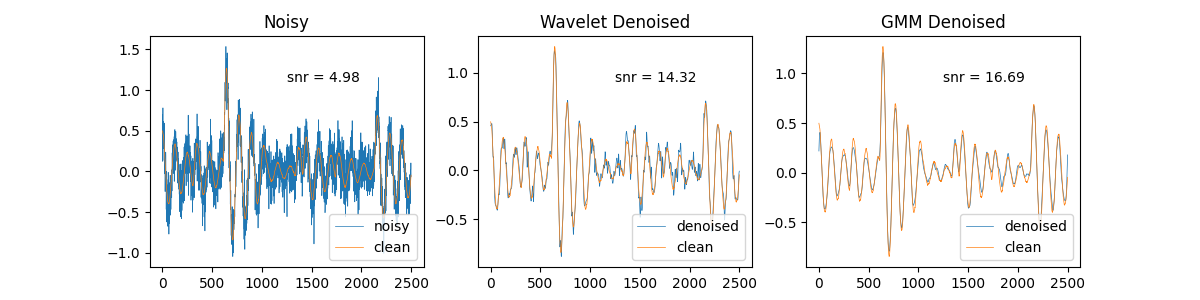 Noisy
1.5
1.0
0.5
0.0
−0.5
−1.0
snr = 4.98
noisy
clean
0 500 1000 1500 2000 2500
Wavelet Denoised
1.0
0.5
0.0
−0.5
snr = 14.32
denoised
clean
0 500 1000 1500 2000 2500
GMM Denoised
1.0
0.5
0.0
−0.5
snr = 16.69
denoised
clean
0 500 1000 1500 2000 2500